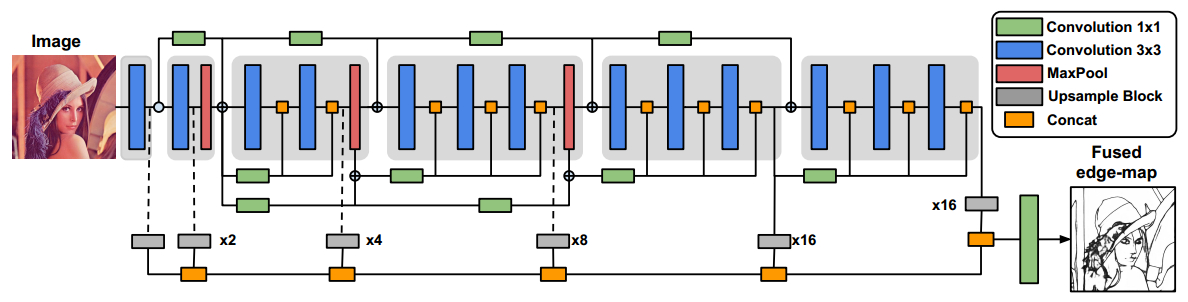 Image
Convolution 1x1
Convolution 3x3
MaxPool
Upsample Block
Concat
Fused
edge-map
x2
x4
x8
x16
x16